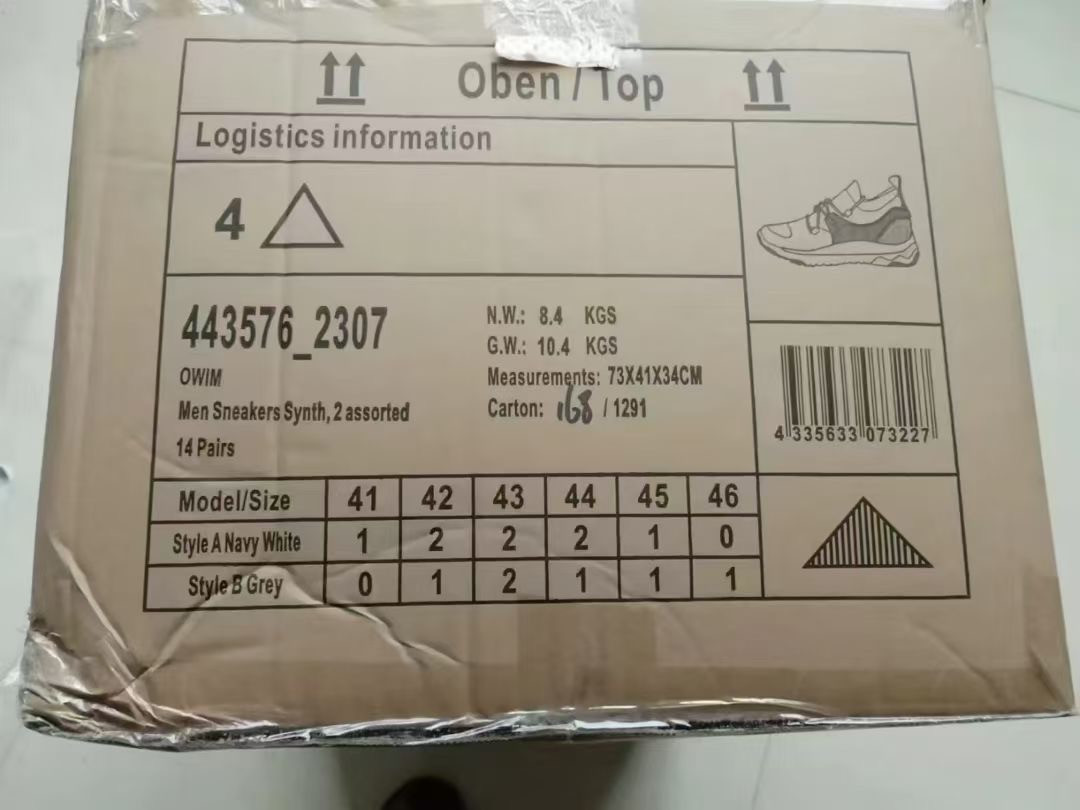 Oben / Top
Logistics information
4
443576_2307
OWIM
Men Sneakers Synth, 2 assorted
14 Pairs
N.W.: 8.4 KGS
G.W.: 10.4 KGS
Measurements: 73X41X34CM
Carton: 168 / 1291
4 335633 073227
Model/Size 41 42 43 44 45 46
Style A Navy White 1 2 2 2 1 0
Style B Grey 0 1 2 1 1 1